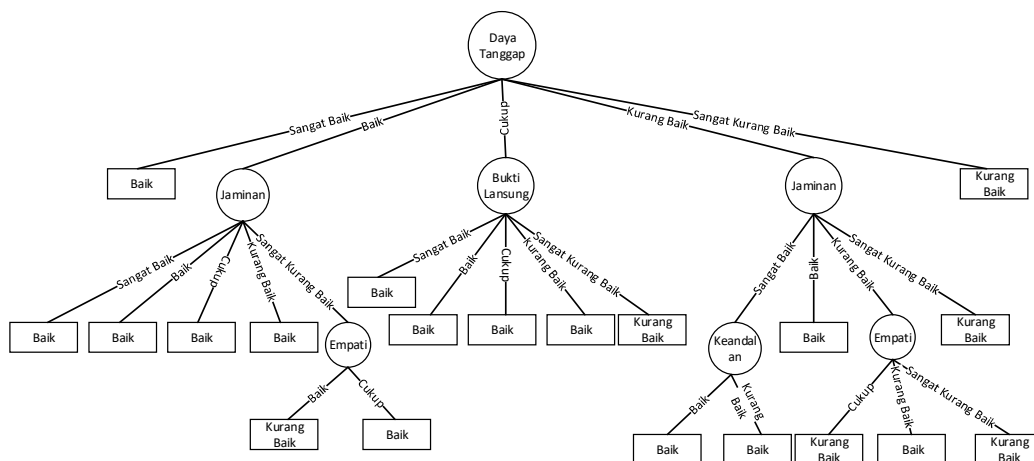 Daya
Tanggap
Sangat Baik
Baik
Cukup
Kurang Baik
Sangat Kurang Baik
Baik
Jaminan
Bukti
Lansung
Jaminan
Kurang
Baik
Sangat Baik
Baik
Cukup
Kurang Baik
Sangat Kurang Baik
Sangat Baik
Baik
Cukup
Kurang Baik
Sangat Kurang Baik
Sangat Baik
Baik
Kurang Baik
Sangat Kurang Baik
Baik
Baik
Baik
Baik
Baik
Empati
Baik
Baik
Baik
Baik
Kurang
Baik
Keandal
an
Baik
Empati
Kurang
Baik
Baik
Cukup
Baik
Kurang
Baik
Cukup
Kurang Baik
Sangat Kurang Baik
Kurang
Baik
Baik
Baik
Baik
Kurang
Baik
Baik
Kurang
Baik